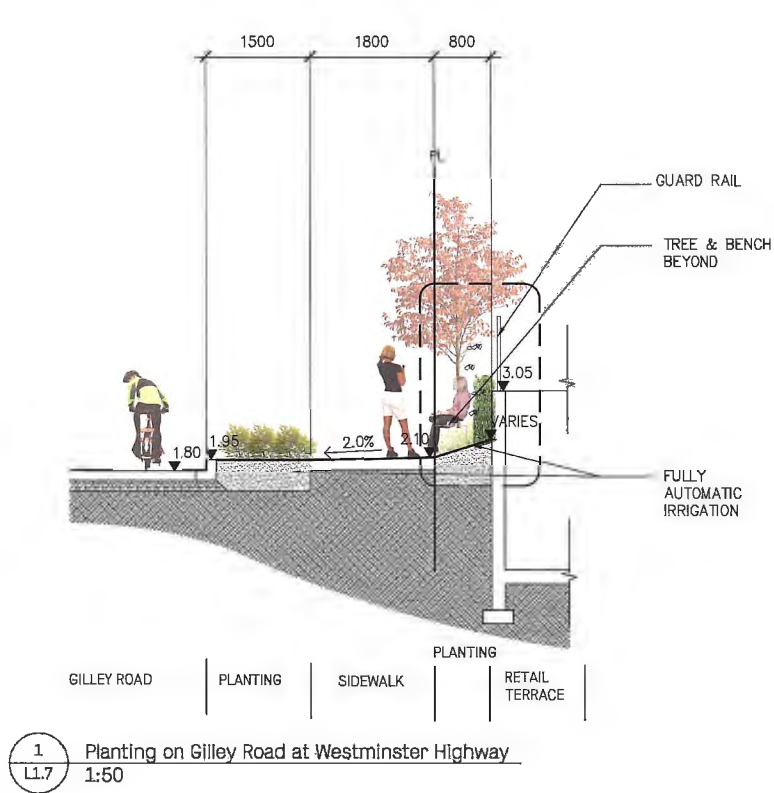 1500
1800
800
PL
GUARD RAIL
TREE & BENCH
BEYOND
3.05
VARIES
1.80
1.95
2.0%
2.10
FULLY
AUTOMATIC
IRRIGATION
GILLEY ROAD
PLANTING
SIDEWALK
PLANTING
RETAIL
TERRACE
1
L1.7
Planting on Gilley Road at Westminster Highway
1:50